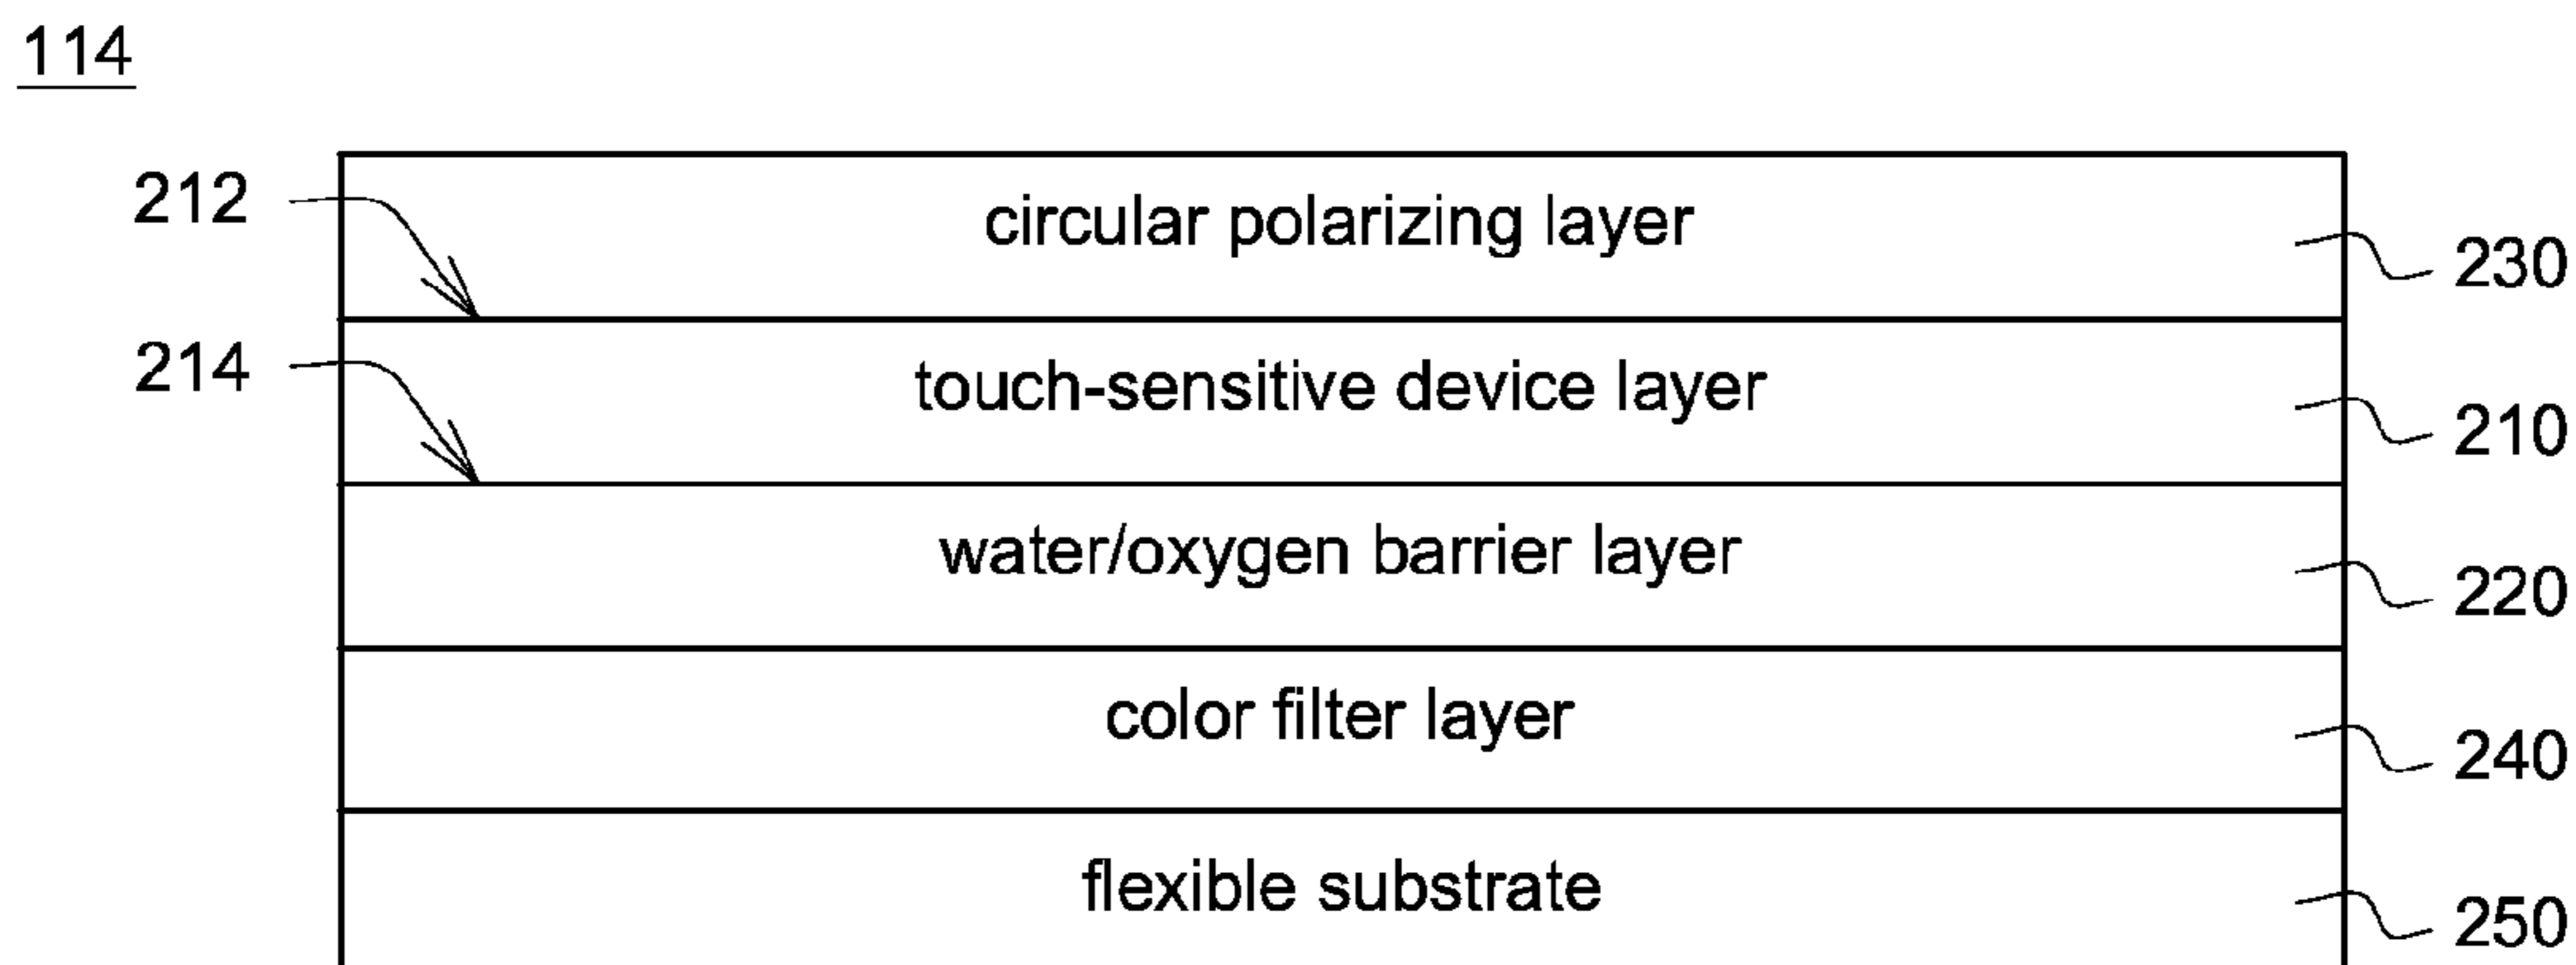 114
212
circular polarizing layer
230
214
touch-sensitive device layer
210
water/oxygen barrier layer
220
color filter layer
240
flexible substrate
250